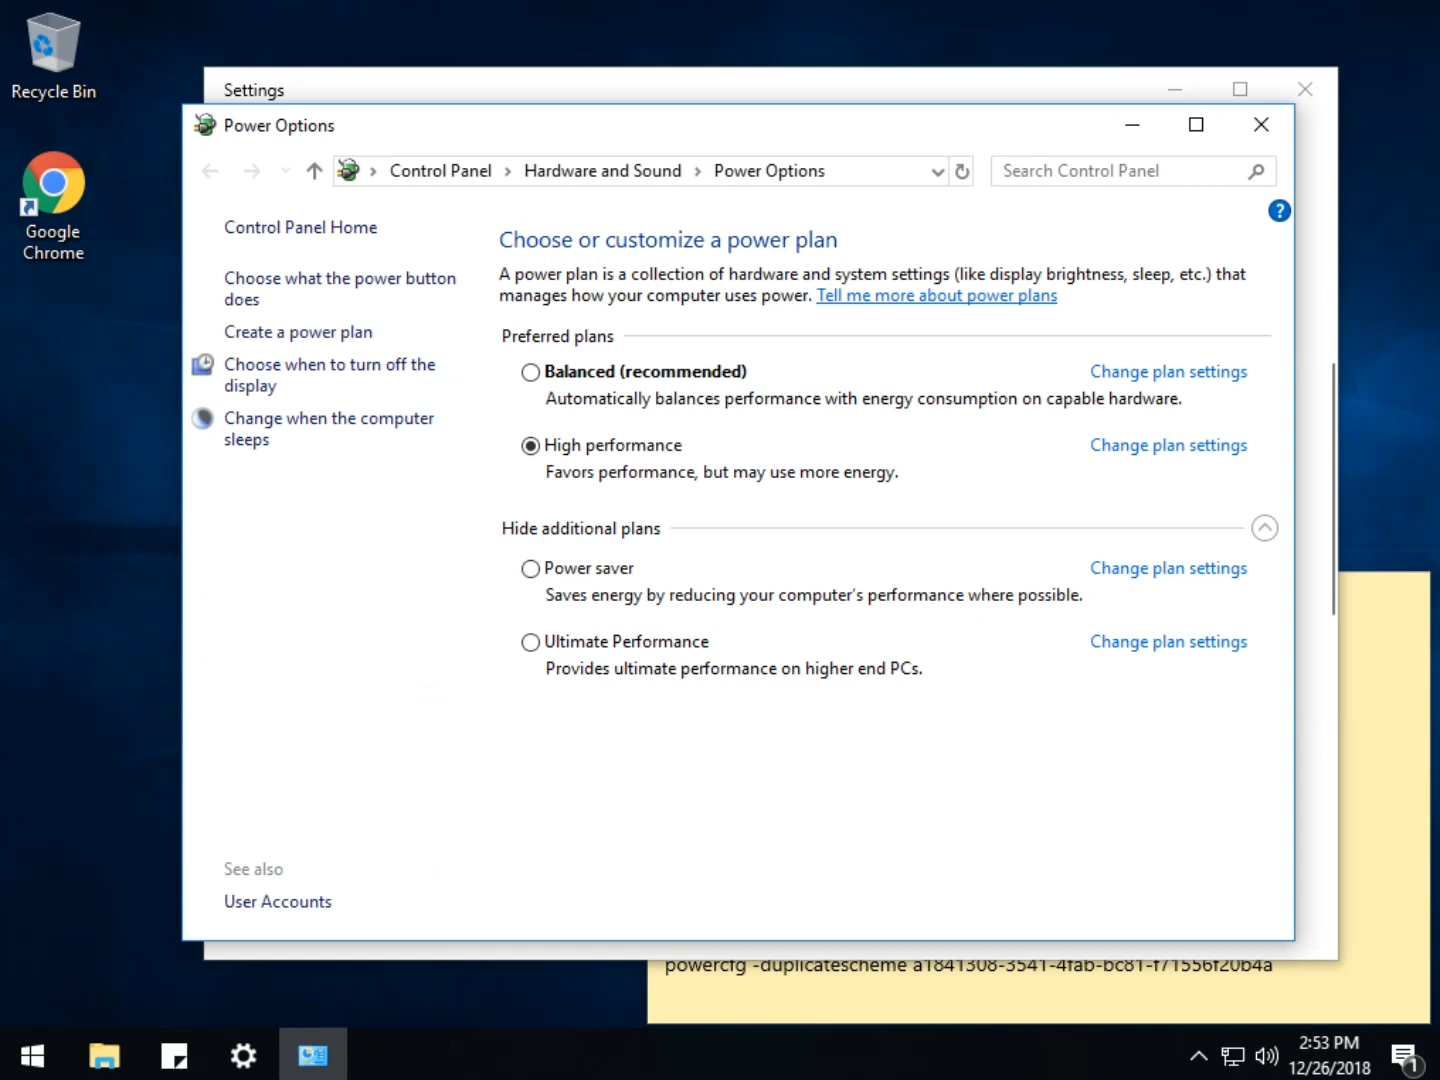 Recycle Bin
Google
Chrome
Settings
Power Options
Control Panel
Hardware and Sound
Power Options
Search Control Panel
?
Control Panel Home
Choose what the power button
does
Create a power plan
Choose when to turn off the
display
Change when the computer
sleeps
See also
User Accounts
Choose or customize a power plan
A power plan is a collection of hardware and system settings (like display brightness, sleep, etc.) that
manages how your computer uses power. Tell me more about power plans
Preferred plans
Balanced (recommended) Change plan settings
Automatically balances performance with energy consumption on capable hardware.
High performance Change plan settings
Favors performance, but may use more energy.
Hide additional plans
Power saver Change plan settings
Saves energy by reducing your computer's performance where possible.
Ultimate Performance Change plan settings
Provides ultimate performance on higher end PCs.
powercfg -duplicatescheme a1841308-3541-4fab-bc81-f71556f20b4a
2:53 PM
12/26/2018
1